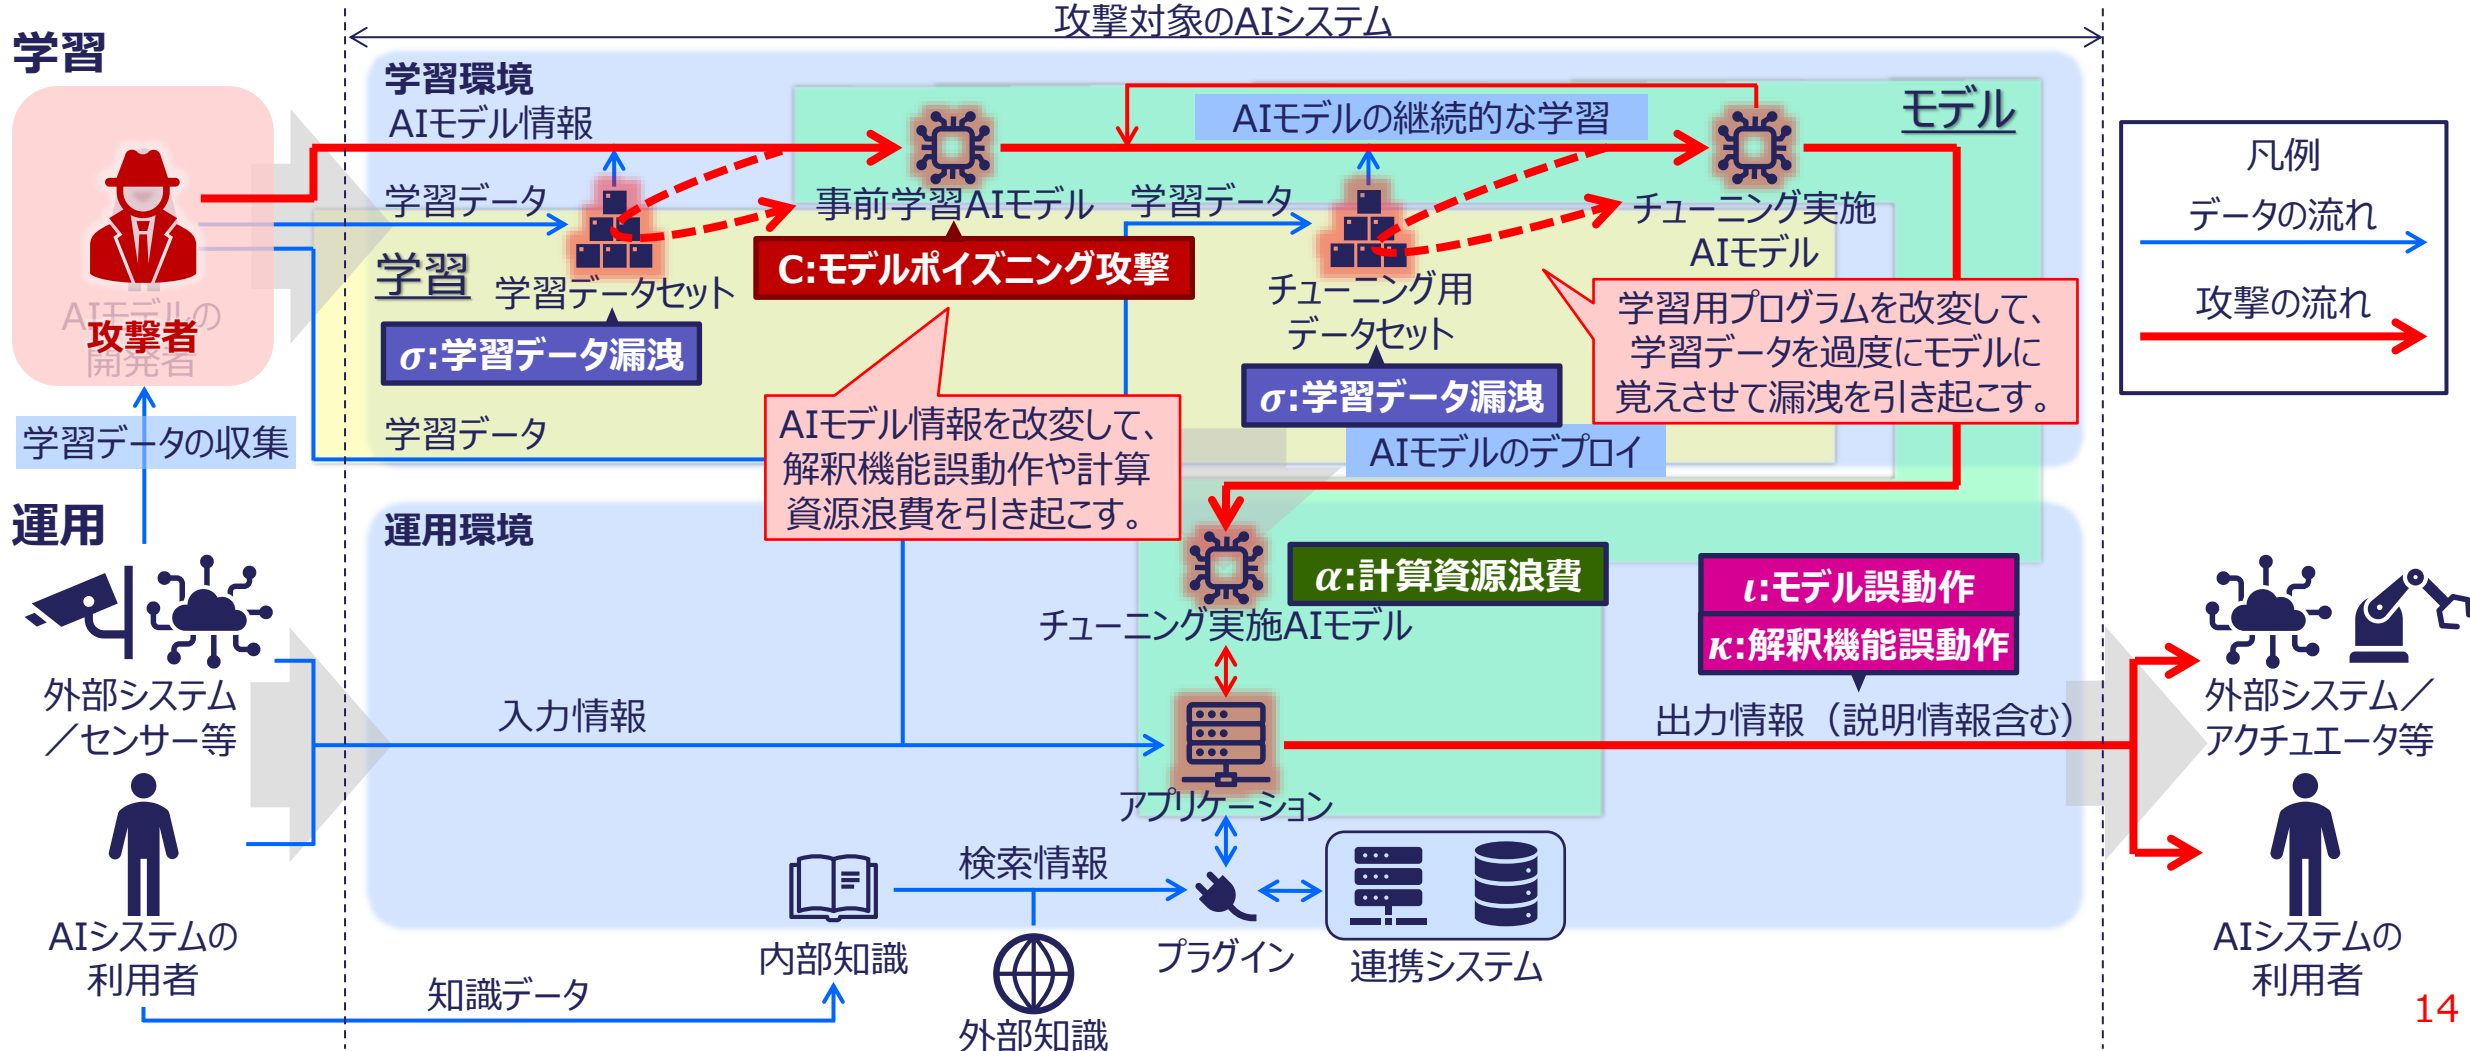 攻撃対象のAIシステム
学習
学習環境
AIモデル情報
AIモデルの継続的な学習
モデル
凡例
データの流れ
攻撃の流れ
学習データ
事前学習AIモデル
学習データ
チューニング実施
AIモデル
C:モデルポイズニング攻撃
学習
学習データセット
チューニング用
データセット
AIモデルの
開発者
攻撃者
σ:学習データ漏洩
σ:学習データ漏洩
学習用プログラムを改変して、
学習データを過度にモデルに
覚えさせて漏洩を引き起こす。
学習データの収集
学習データ
AIモデル情報を改変して、
解釈機能誤動作や計算
資源浪費を引き起こす。
AIモデルのデプロイ
運用
運用環境
α:計算資源浪費
ι:モデル誤動作
κ:解釈機能誤動作
チューニング実施AIモデル
外部システム
／センサー等
入力情報
出力情報（説明情報含む）
外部システム／
アクチュエータ等
アプリケーション
検索情報
AIシステムの
利用者
内部知識
プラグイン
連携システム
AIシステムの
利用者
知識データ
外部知識
14